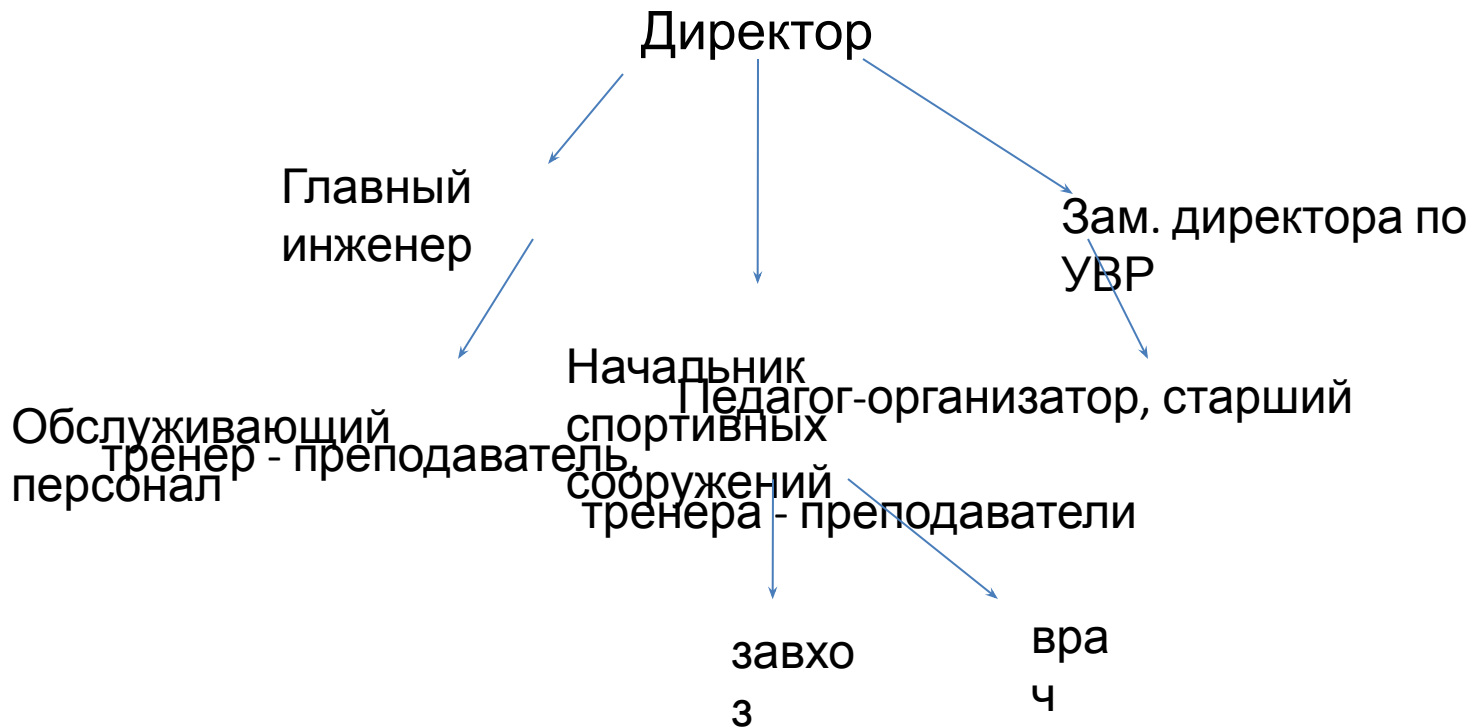 Директор
Главный
инженер
Зам. директора по
УВР
Начальник
спортивных
сооружений
Педагог-организатор, старший
тренер - преподаватель,
тренера - преподаватели
Обслуживающий
персонал
завхо
з
вра
ч